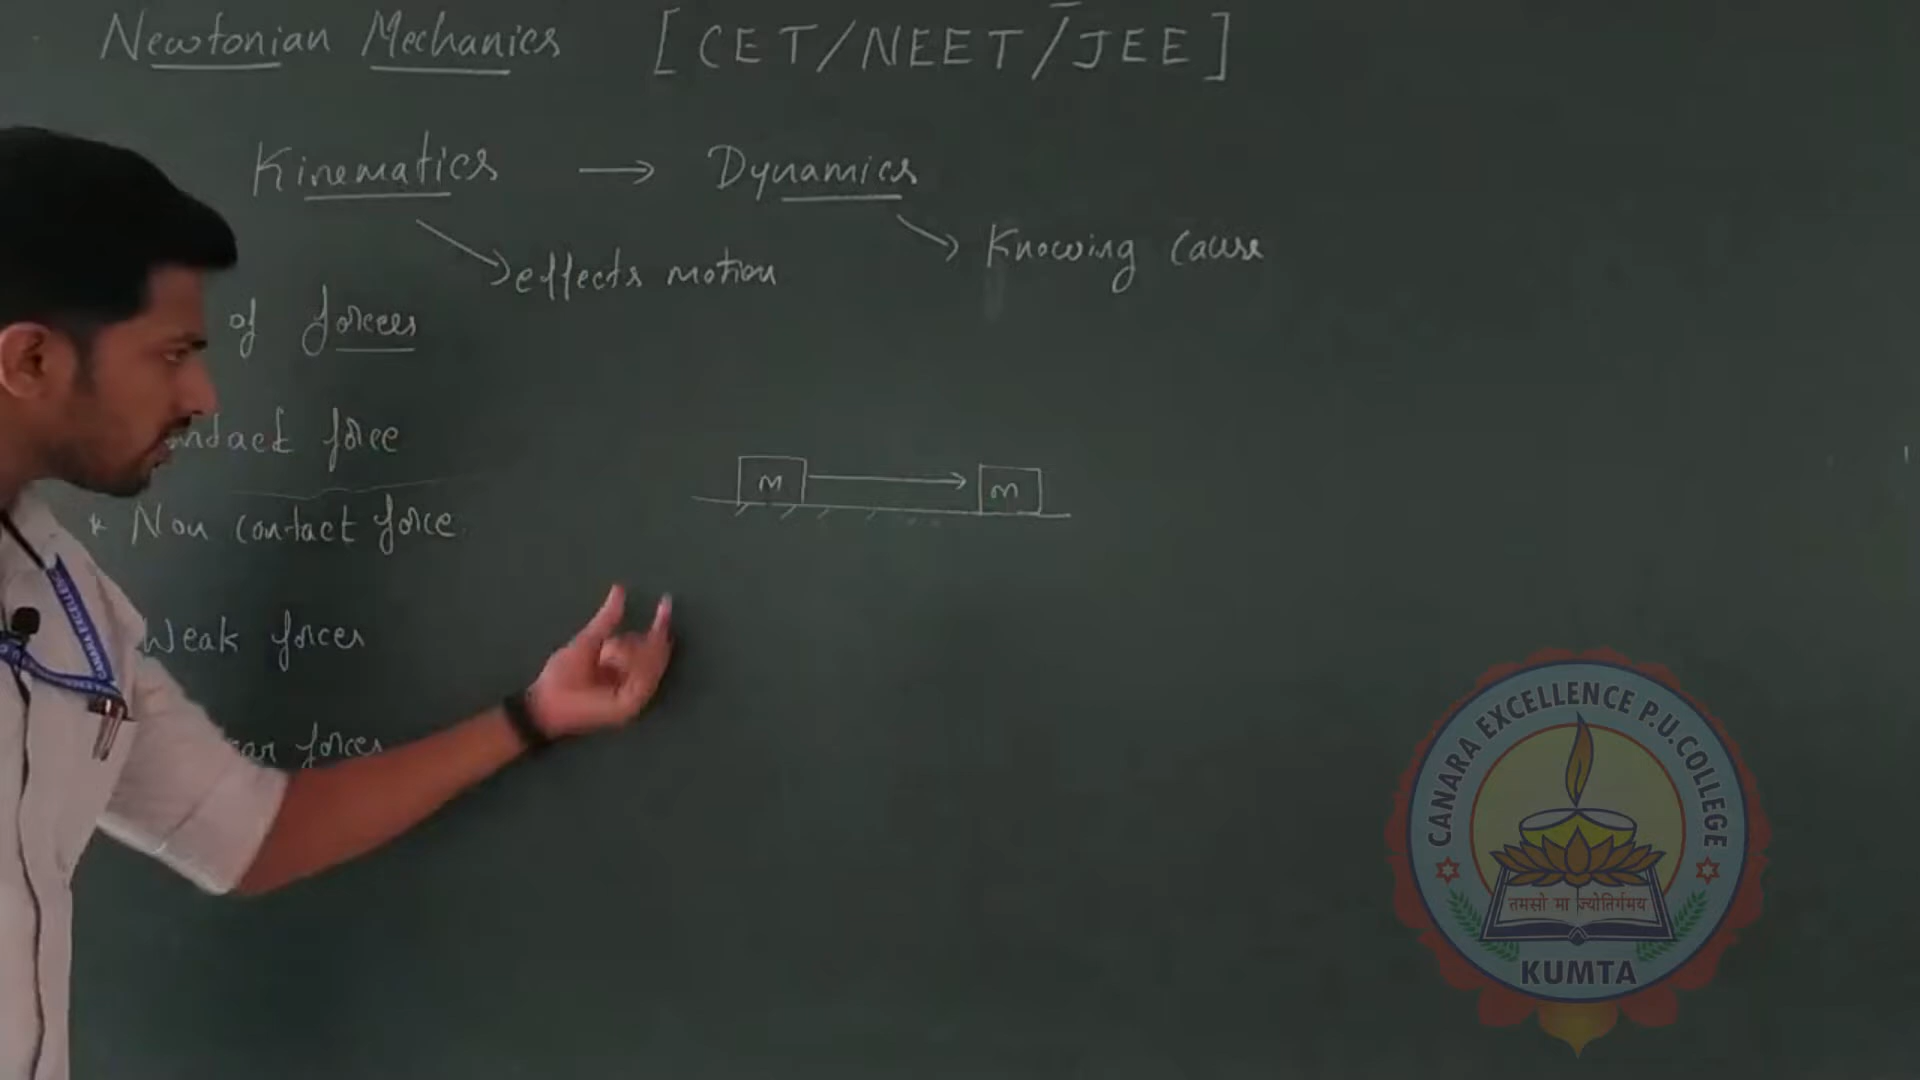 Newtonian Mechanics [CET/NEET/JEE]
Kinematics → Dynamics
effects motion
Knowing cause
of forces
force
* Non contact force
Weak forces
forces
m
m
CANARA EXCELLENCE P.U.COLLEGE
तमसो मा ज्योतिर्गमय
KUMTA